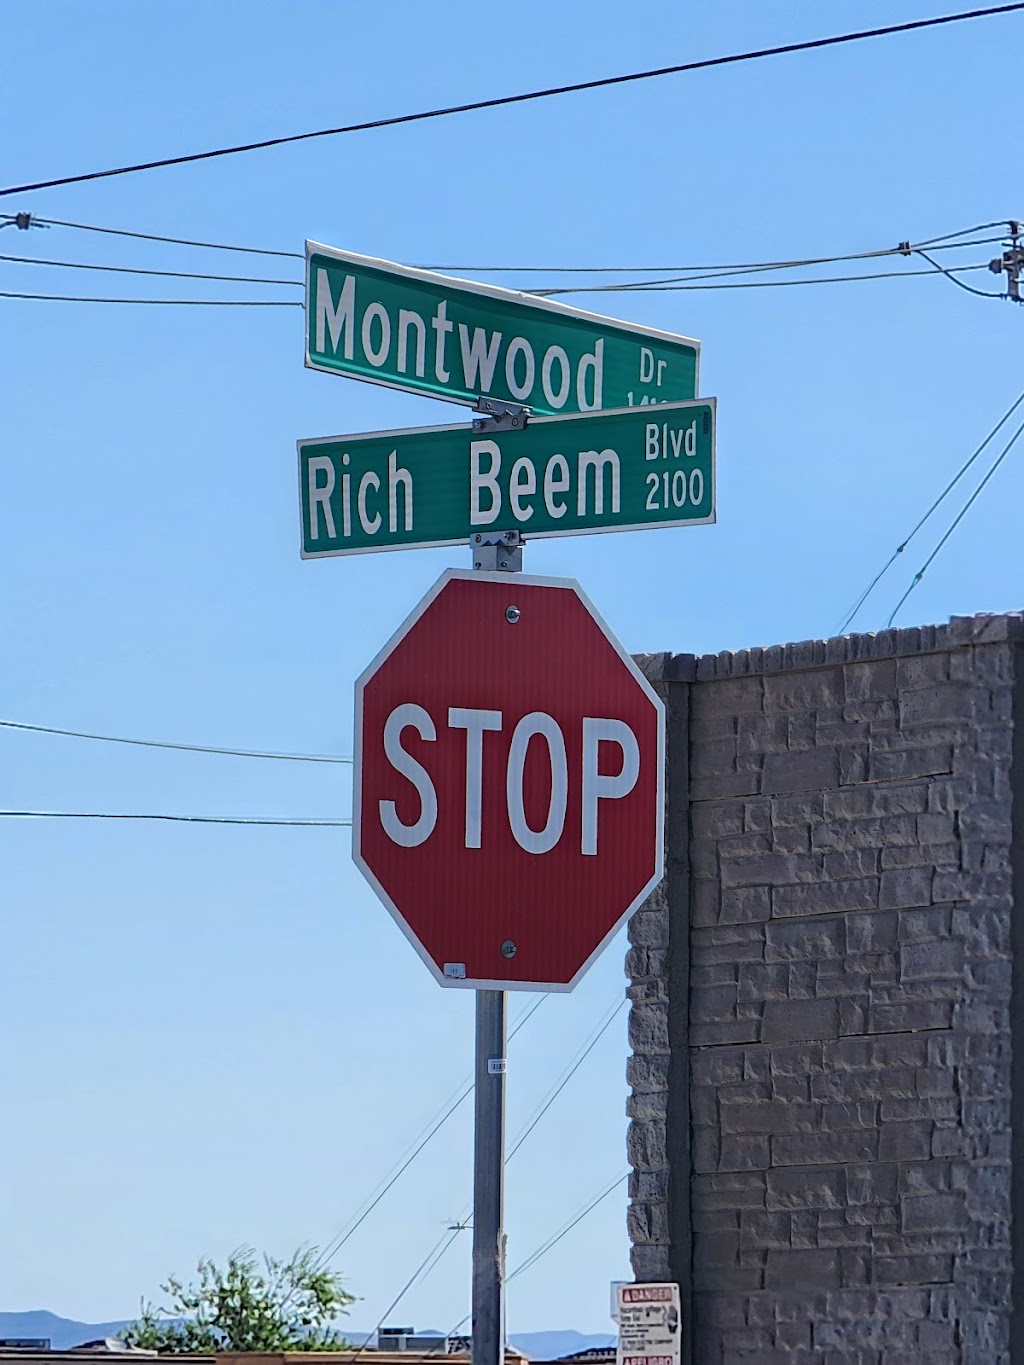 Montwood Dr
Rich Beem Blvd
2100
STOP
DANGER